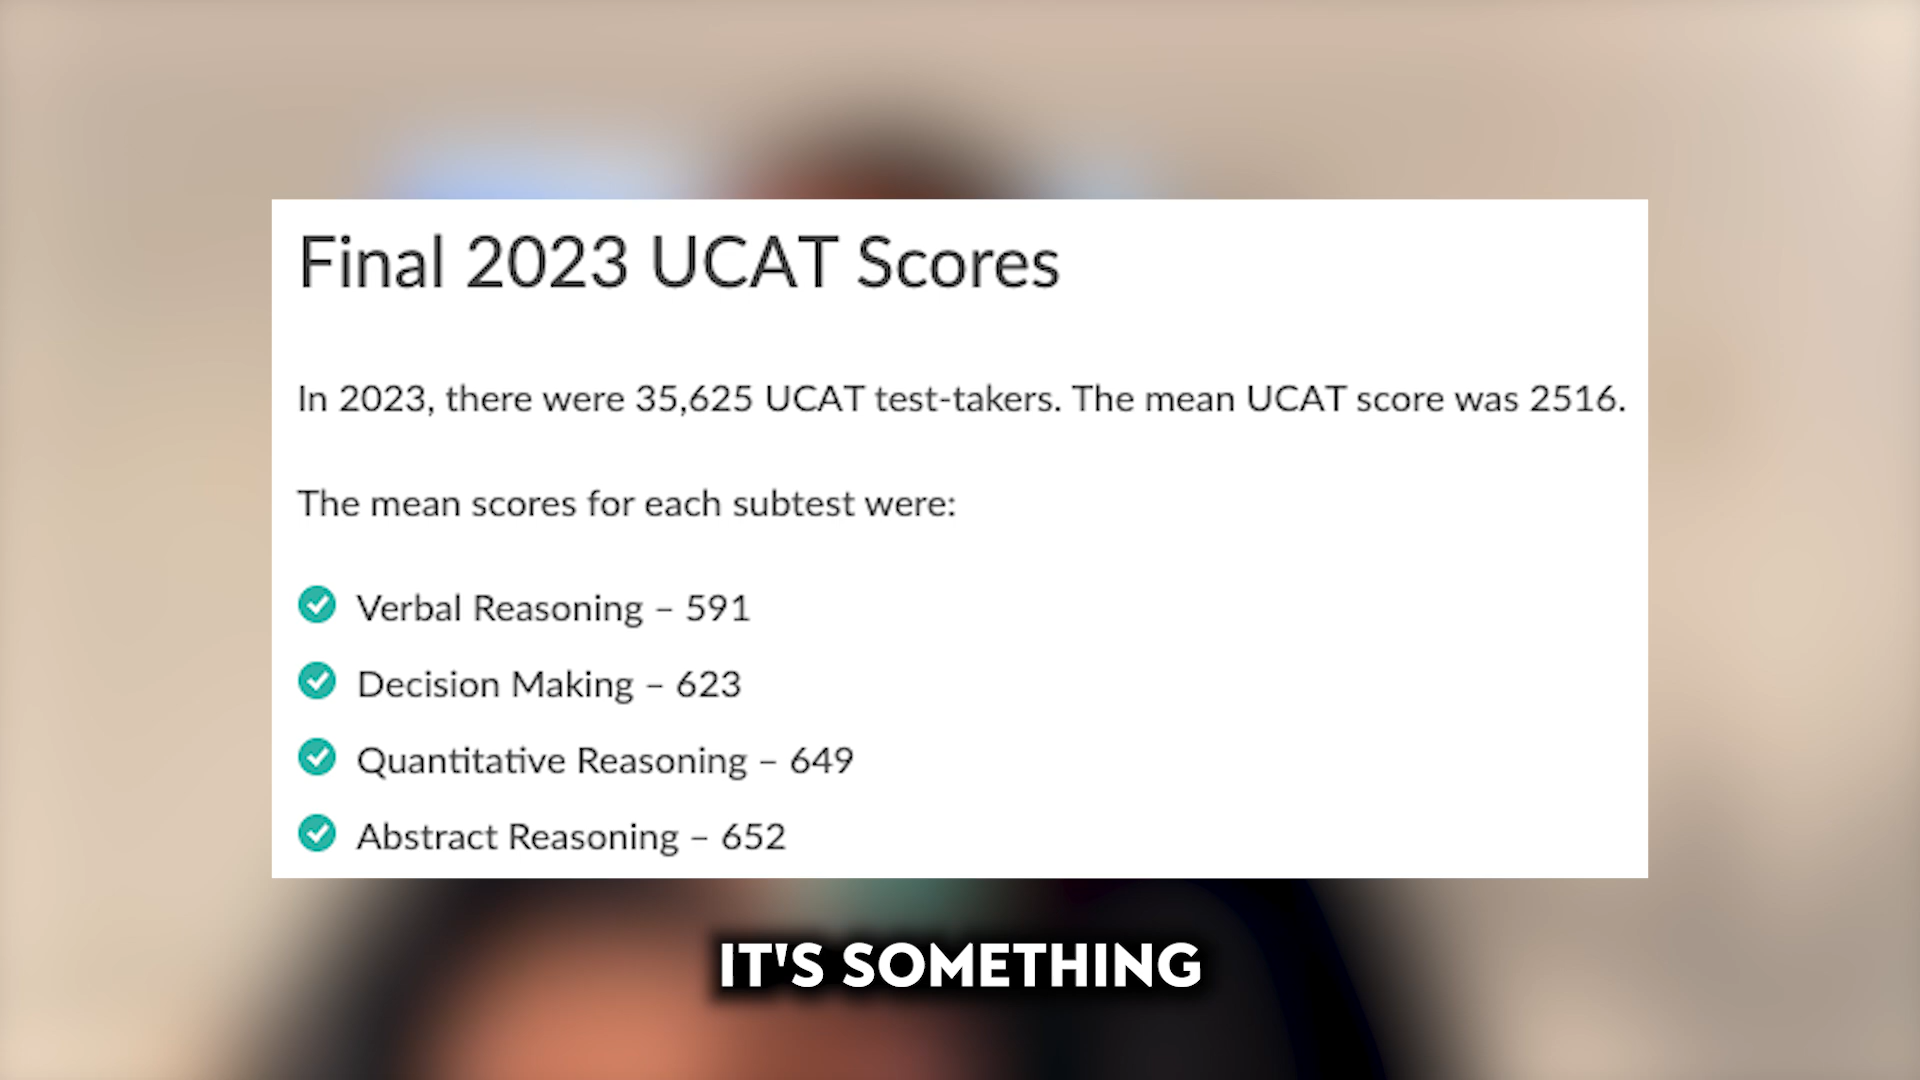 Final 2023 UCAT Scores
In 2023, there were 35,625 UCAT test-takers. The mean UCAT score was 2516.
The mean scores for each subtest were:
Verbal Reasoning – 591
Decision Making – 623
Quantitative Reasoning – 649
Abstract Reasoning – 652
IT'S SOMETHING